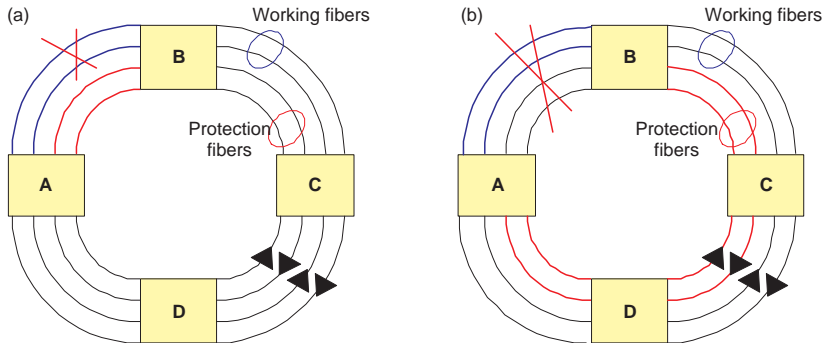 (a)
Working fibers
B
Protection
fibers
A
C
D
(b)
Working fibers
B
Protection
fibers
A
C
D